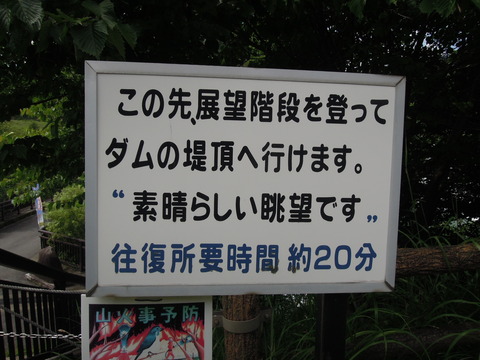 この先、展望階段を登って
ダムの堤頂へ行けます。
“素晴らしい眺望です„
往復所要時間 約20分
山火事予防